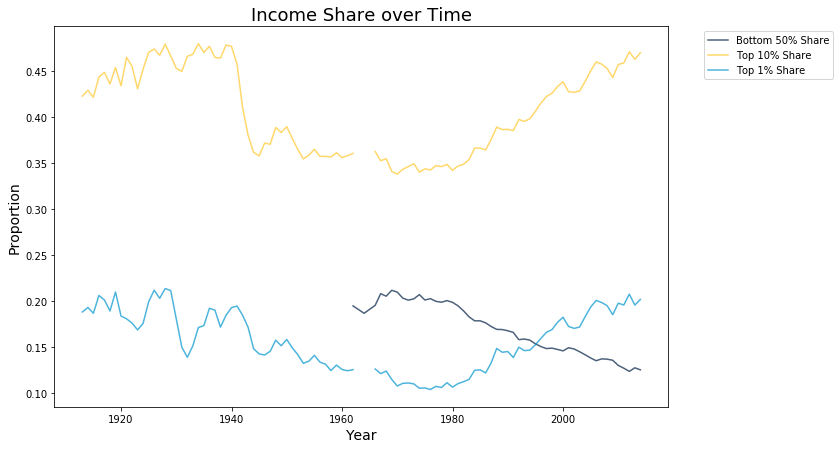 Income Share over Time
Bottom 50% Share
Top 10% Share
Top 1% Share
Proportion
0.45
0.40
0.35
0.30
0.25
0.20
0.15
0.10
1920
1940
1960
1980
2000
Year